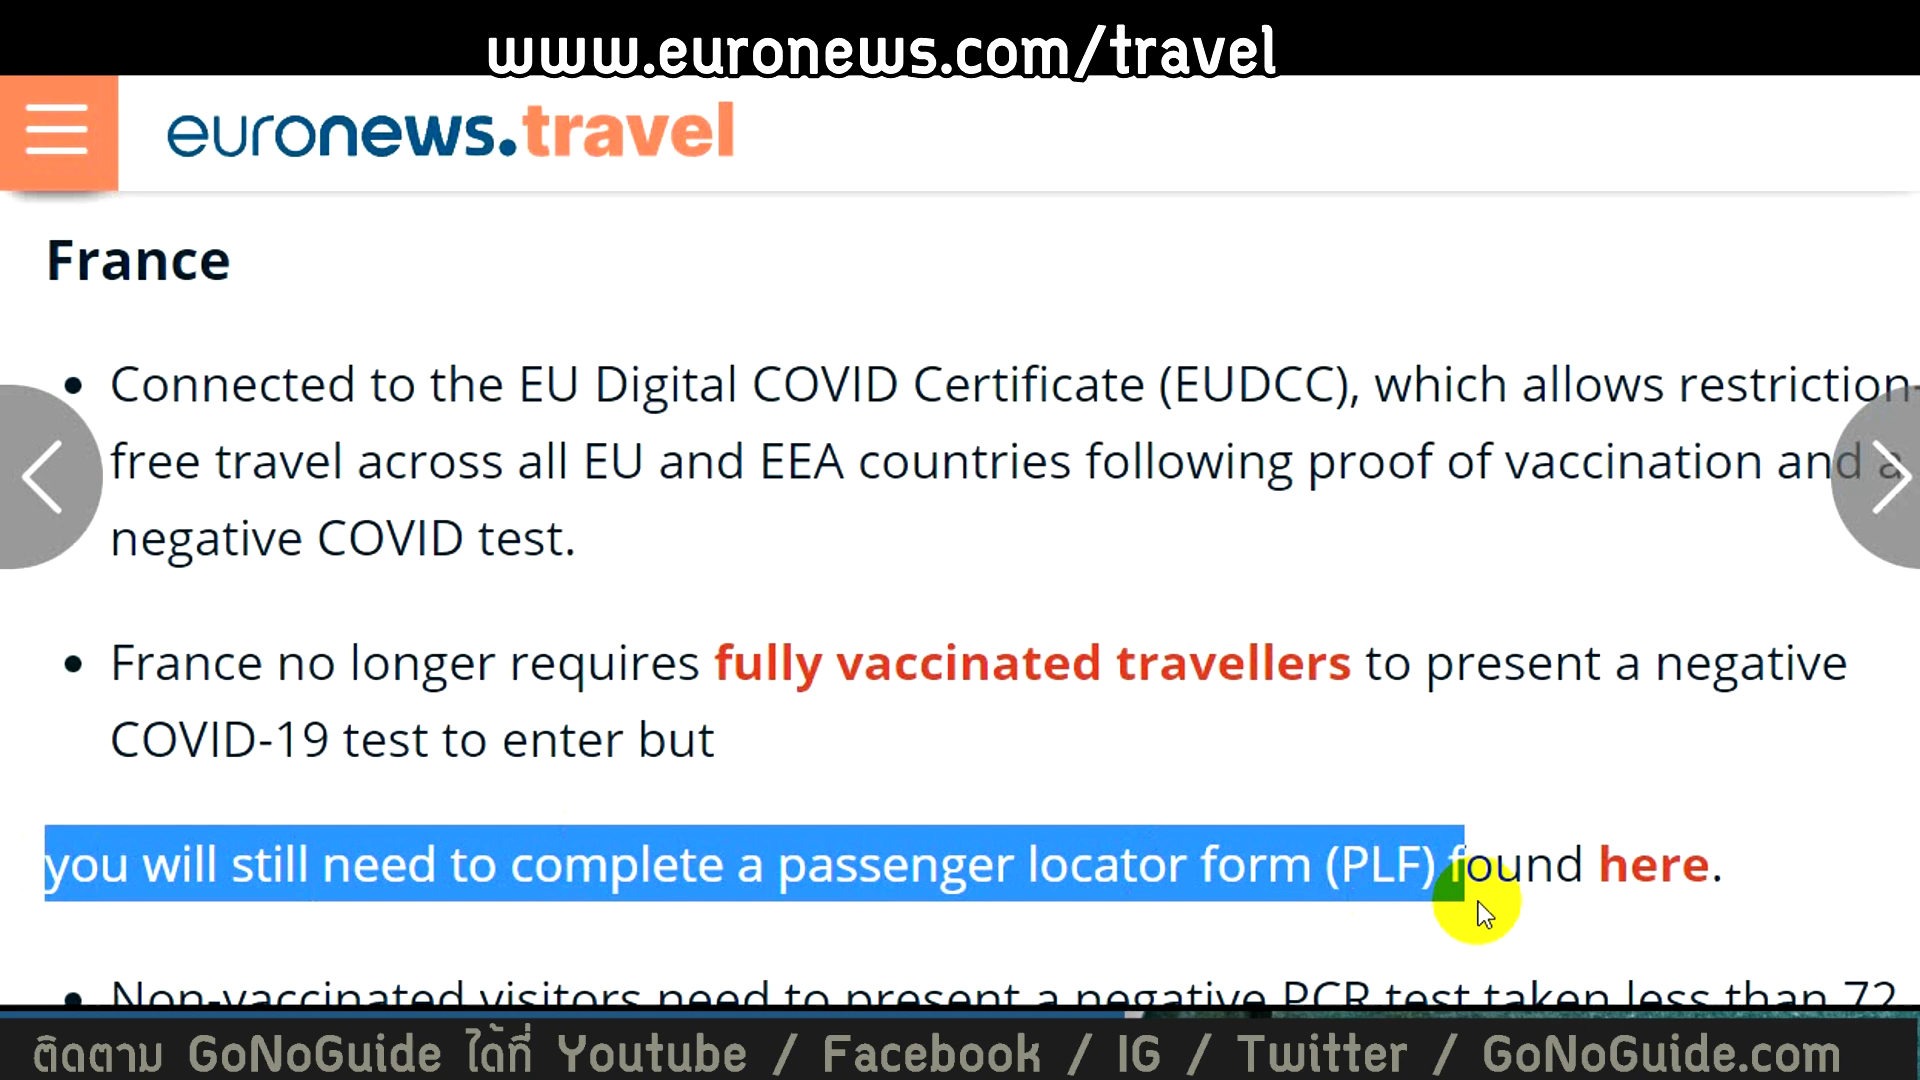 www.euronews.com/travel
euronews.travel
France
• Connected to the EU Digital COVID Certificate (EUDCC), which allows restriction-
free travel across all EU and EEA countries following proof of vaccination and a
negative COVID test.
• France no longer requires fully vaccinated travellers to present a negative
COVID-19 test to enter but
you will still need to complete a passenger locator form (PLF) found here.
• Non-vaccinated visitors need to present a negative PCR test taken less than 72
ติดตาม GoNoGuide ได้ที่ Youtube / Facebook / IG / Twitter / GoNoGuide.com